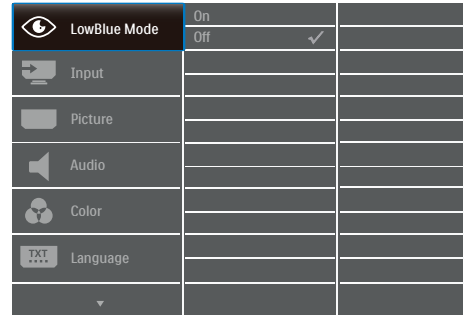 LowBlue Mode
On
Off
Input
Picture
Audio
Color
TXT
Language